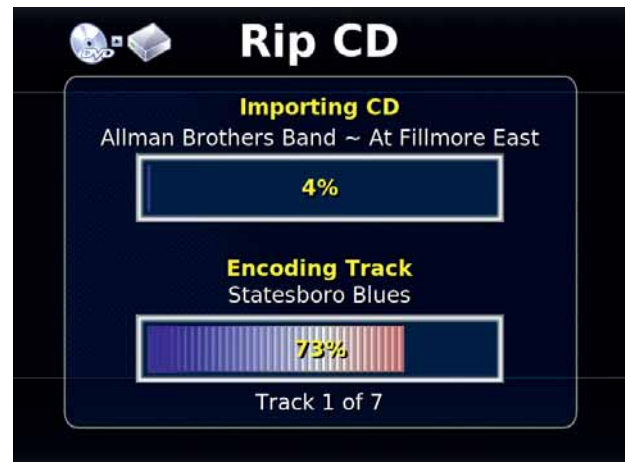 DVD
Rip CD
Importing CD
Allman Brothers Band ~ At Fillmore East
4%
Encoding Track
Statesboro Blues
73%
Track 1 of 7